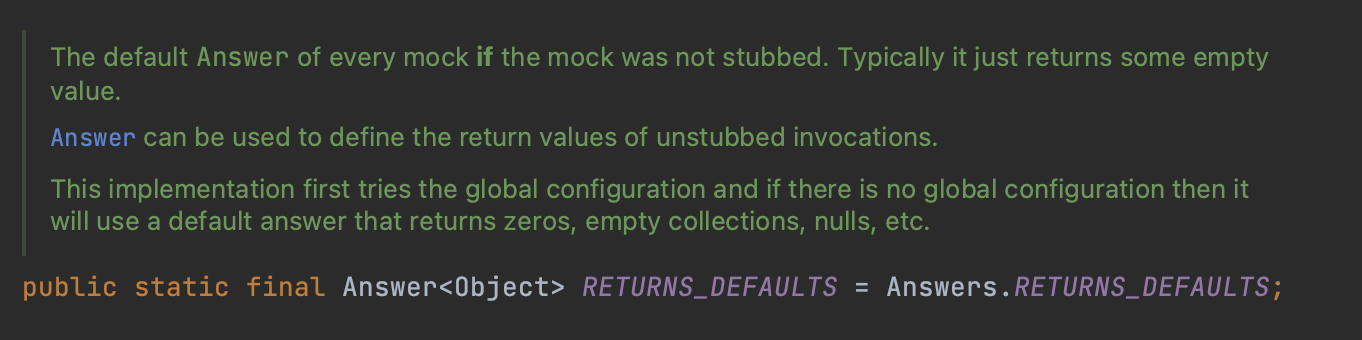 The default Answer of every mock if the mock was not stubbed. Typically it just returns some empty
value.
Answer can be used to define the return values of unstubbed invocations.
This implementation first tries the global configuration and if there is no global configuration then it
will use a default answer that returns zeros, empty collections, nulls, etc.
public static final Answer<Object> RETURNS_DEFAULTS = Answers.RETURNS_DEFAULTS;